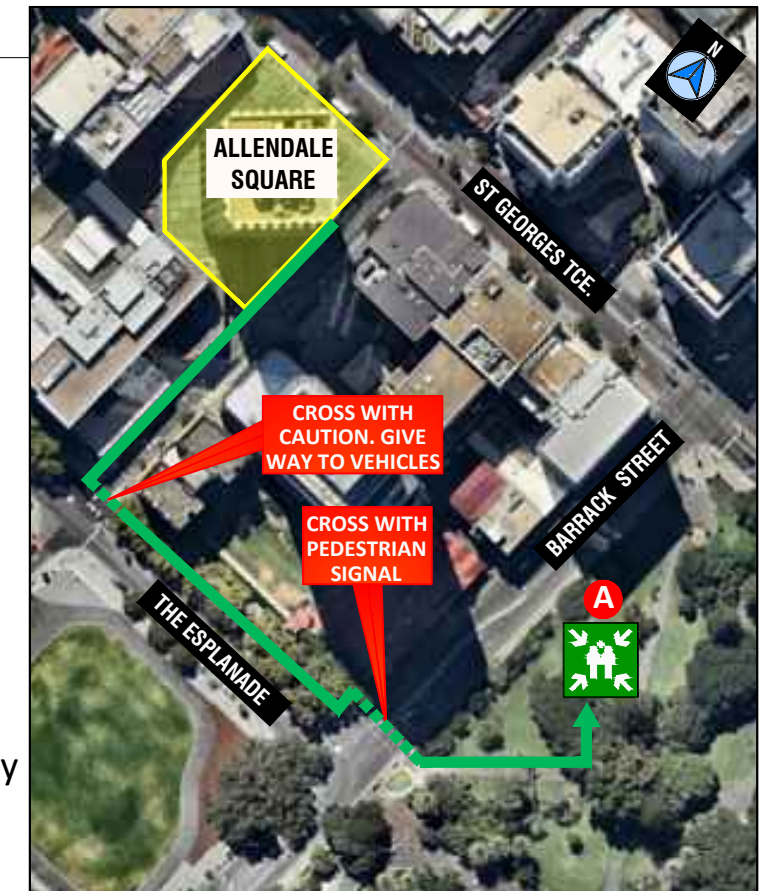 N
ALLENDALE
SQUARE
ST GEORGES TCE.
CROSS WITH
CAUTION. GIVE
WAY TO VEHICLES
BARRACK STREET
CROSS WITH
PEDESTRIAN
SIGNAL
A
THE ESPLANADE
y